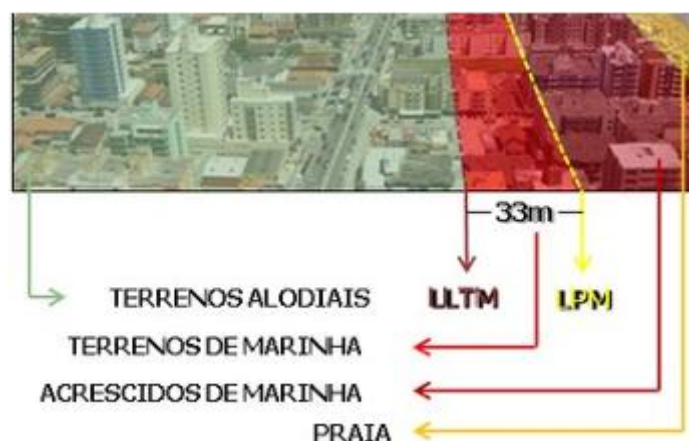 33m
TERRENOS ALODIAIS LLTM LPM
TERRENOS DE MARINHA
ACRESCIDOS DE MARINHA
PRAIA